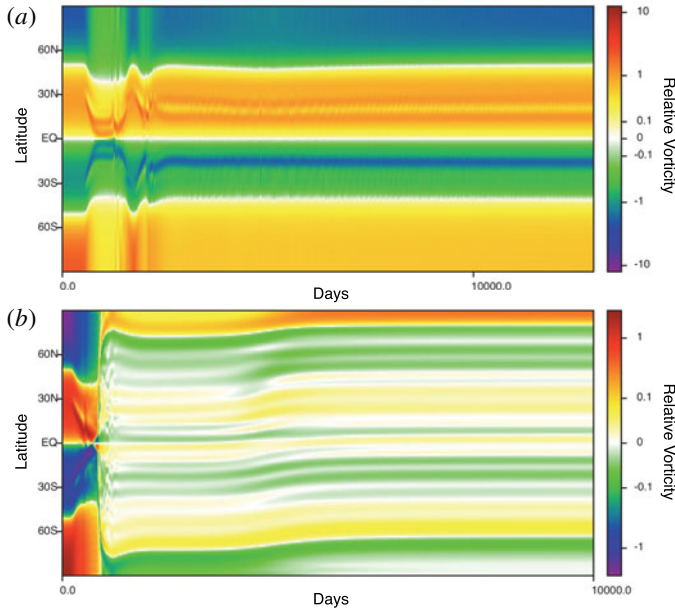 (a)
60N
30N
EQ
30S
60S
Latitude
0.0
10000.0
Days
10
1
0.1
0
-0.1
-1
-10
Relative Vorticity
(b)
60N
30N
EQ
30S
60S
Latitude
0.0
10000.0
Days
1
0.1
0
-0.1
-1
Relative Vorticity